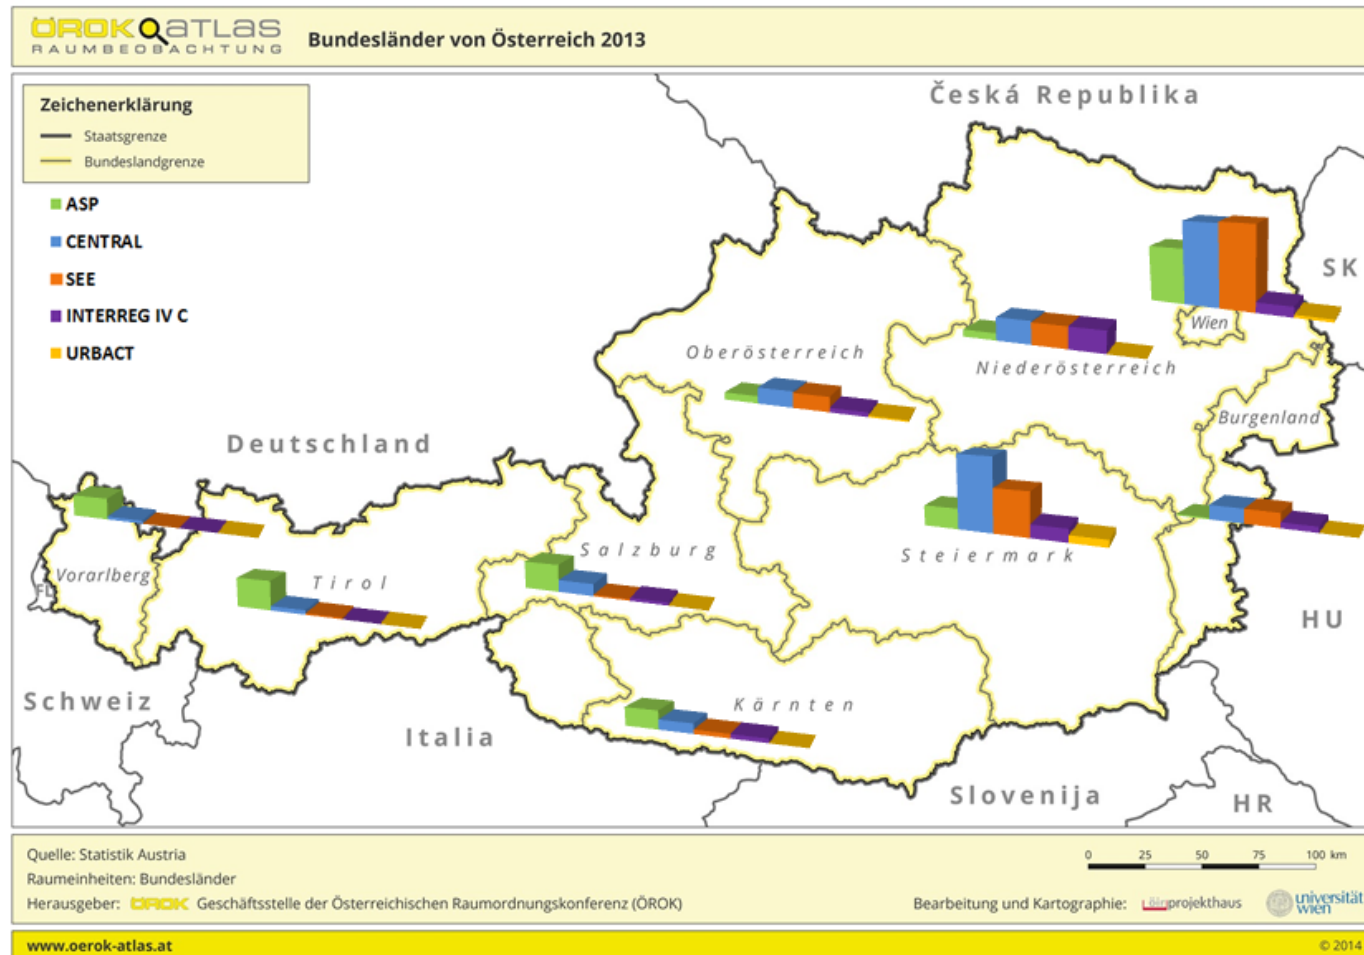 ÖROK ATLAS
RAUMBEOBACHTUNG
Bundesländer von Österreich 2013
Zeichenerklärung
Staatsgrenze
Bundeslandgrenze
ASP
CENTRAL
SEE
INTERREG IV C
URBACT
Česká Republika
SK
Wien
Oberösterreich
Niederösterreich
Burgenland
Deutschland
Salzburg
Steiermark
Vorarlberg
Tirol
FL
HU
Schweiz
Kärnten
Italia
Slovenija
HR
Quelle: Statistik Austria
Raumeinheiten: Bundesländer
Herausgeber: ÖROK Geschäftsstelle der Österreichischen Raumordnungskonferenz (ÖROK)
0 25 50 75 100 km
Bearbeitung und Kartographie: projekthaus universität wien
www.oerok-atlas.at
© 2014